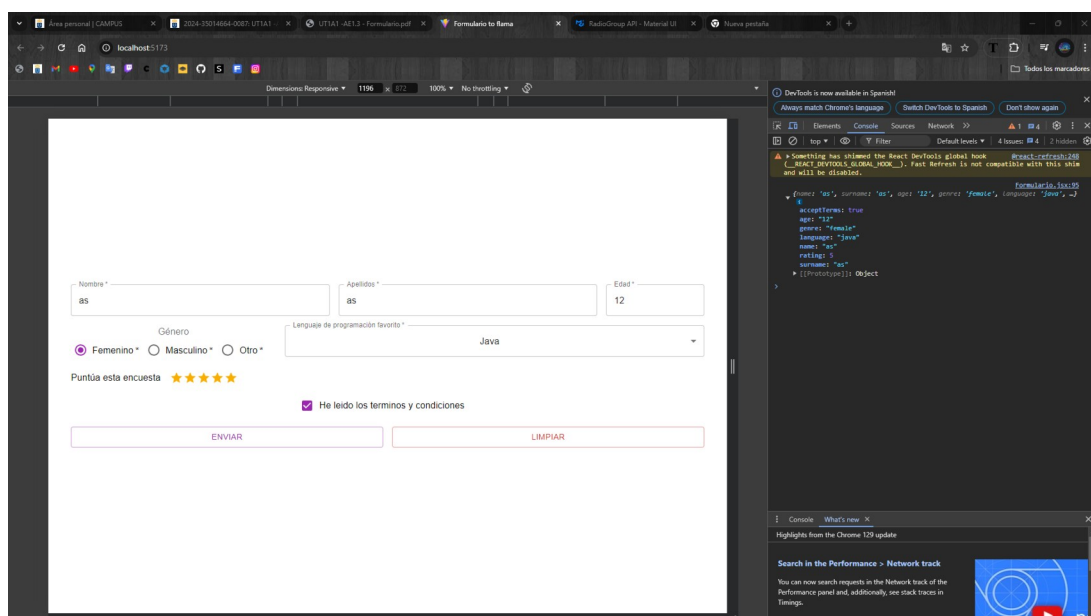 Área personal | CAMPUS
2024-35014664-0087: UT1A1 -
UT1A1 -AE1.3 - Formulario.pdf
Formulario to flama
RadioGroup API - Material UI
Nueva pestaña
localhost:5173
Todos los marcadores
Dimensions: Responsive
1196 x 872
100%
No throttling
DevTools is now available in Spanish!
Always match Chrome's language
Switch DevTools to Spanish
Don't show again
Elements Console Sources Network
1 4
top Filter Default levels 4 Issues: 4 2 hidden
Something has shimmed the React DevTools global hook @react-refresh:248
(__REACT_DEVTOOLS_GLOBAL_HOOK__). Fast Refresh is not compatible with this shim
and will be disabled.
Formulario.jsx:95
{name: 'as', surname: 'as', age: '12', genre: 'female', language: 'java', …}
acceptTerms: true
age: "12"
genre: "female"
language: "java"
name: "as"
rating: 5
surname: "as"
[[Prototype]]: Object
Nombre *
as
Apellidos *
as
Edad *
12
Género
Femenino * Masculino * Otro *
Lenguaje de programación favorito *
Java
Puntúa esta encuesta
He leido los terminos y condiciones
ENVIAR
LIMPIAR
Console What's new
Highlights from the Chrome 129 update
Search in the Performance > Network track
You can now search requests in the Network track of the
Performance panel and, additionally, see stack traces in
Timings.